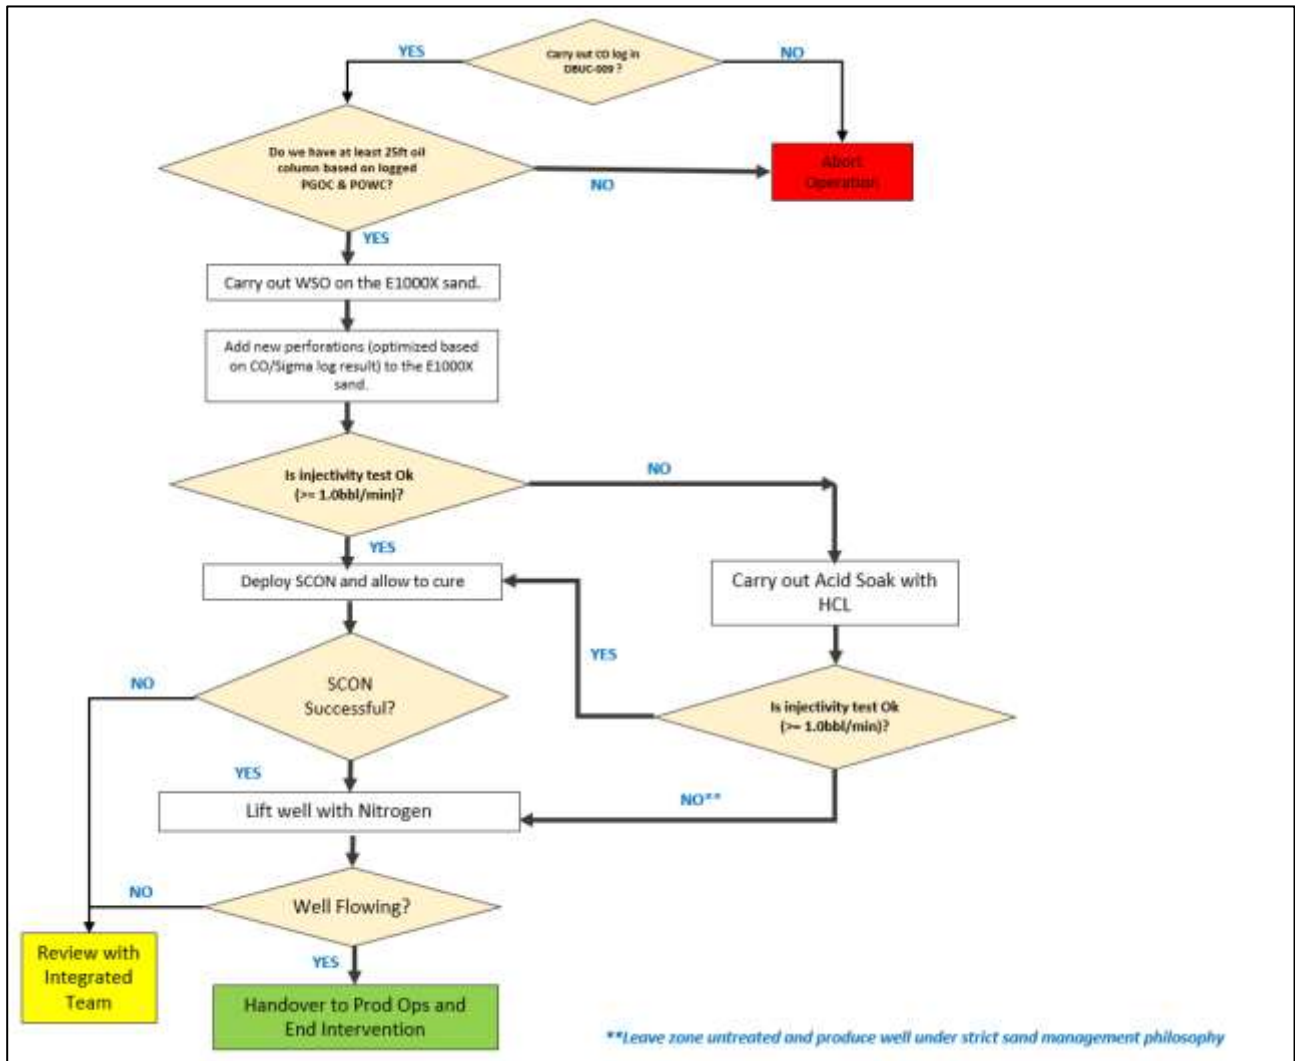 YES
Carry out CO log in
OBUC-009 ?
NO
Do we have at least 25ft oil
column based on logged
PGOC & POWC?
NO
Abort
Operation
YES
Carry out WSO on the E1000X sand.
Add new perforations (optimized based
on CO/Sigma log result) to the E1000X
sand.
Is injectivity test Ok
(>= 1.0bbl/min)?
NO
YES
Deploy SCON and allow to cure
Carry out Acid Soak with
HCL
YES
NO
SCON
Successful?
Is injectivity test Ok
(>= 1.0bbl/min)?
YES
Lift well with Nitrogen
NO**
NO
Well Flowing?
Review with
Integrated
Team
YES
Handover to Prod Ops and
End Intervention
**Leave zone untreated and produce well under strict sand management philosophy